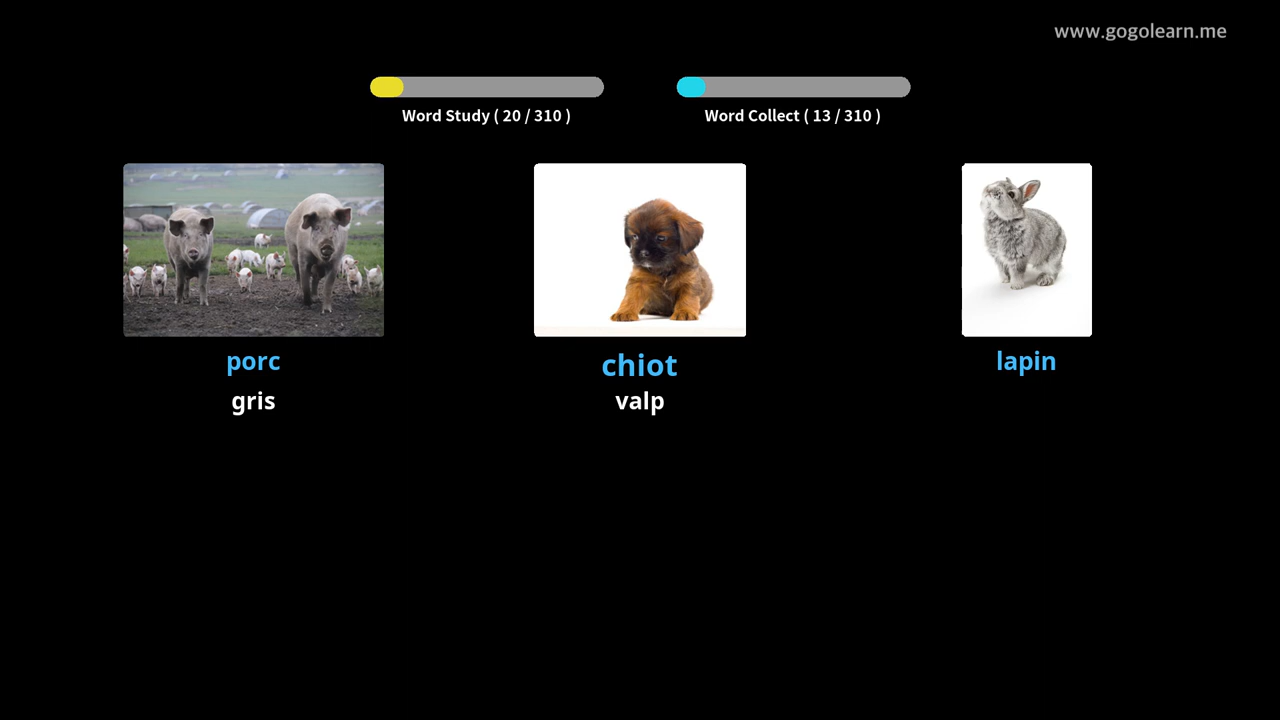 www.gogolearn.me
Word Study ( 20 / 310 )
Word Collect ( 13 / 310 )
porc
chiot
lapin
gris
valp